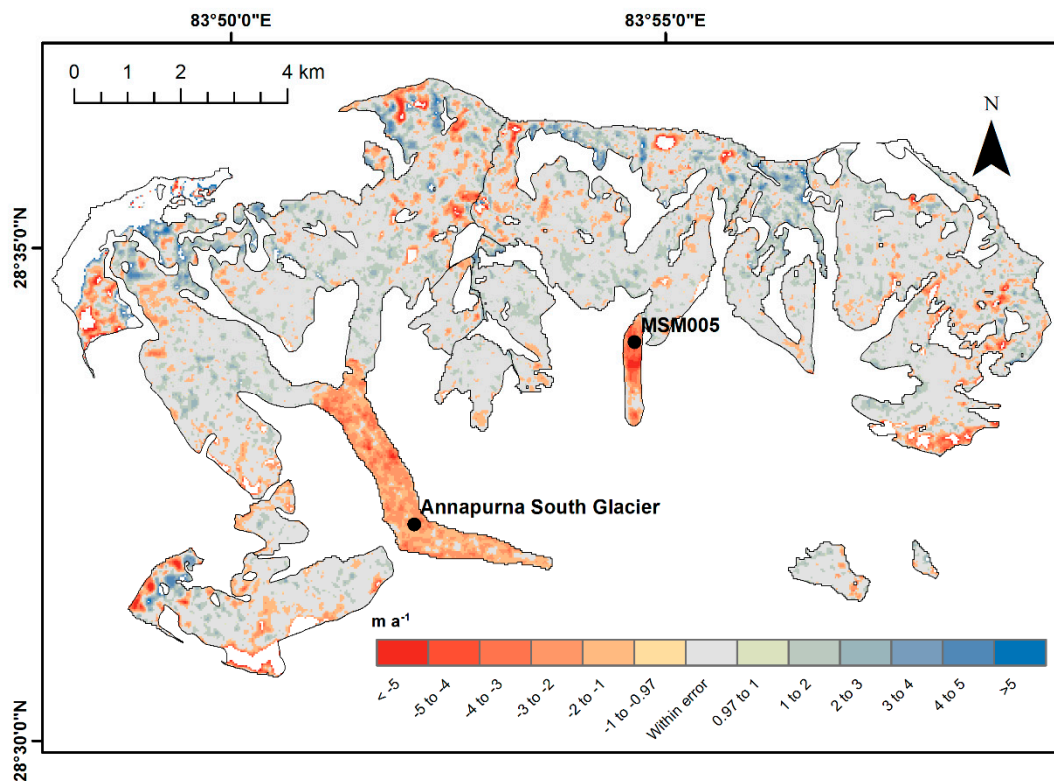 83°50'0"E
83°55'0"E
0 1 2 4 km
N
28°35'0"N
MSM005
Annapurna South Glacier
m a⁻¹
< -5
-5 to -4
-4 to -3
-3 to -2
-2 to -1
-1 to -0.97
Within error
0.97 to 1
1 to 2
2 to 3
3 to 4
4 to 5
>5
28°30'0"N